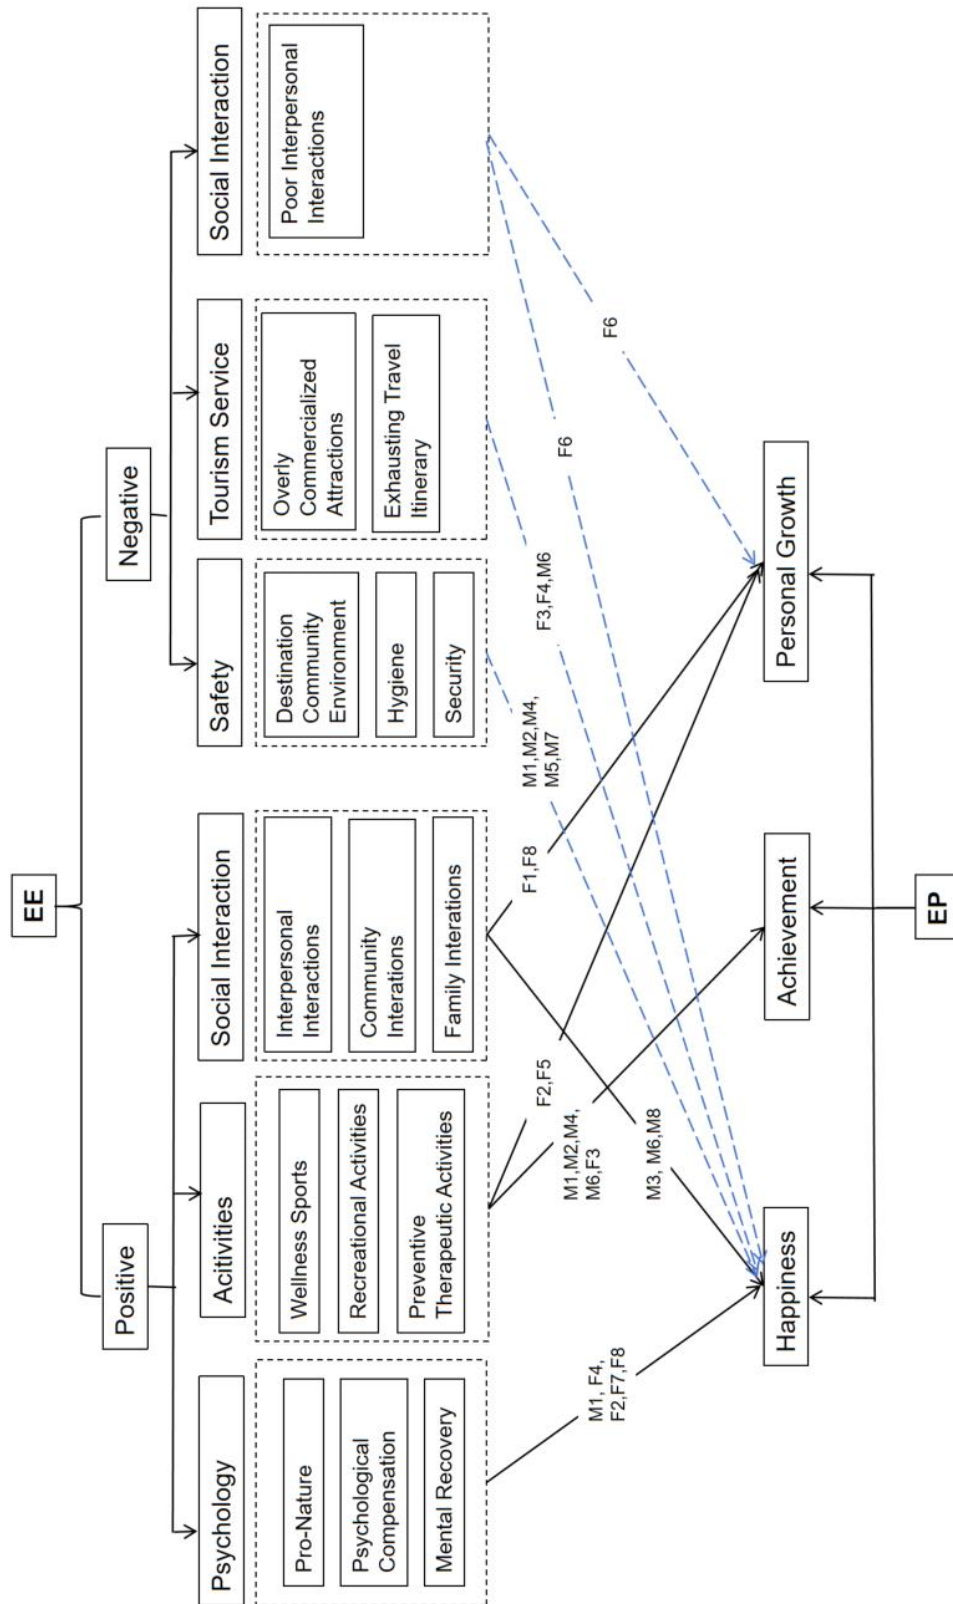 EE
Positive
Negative
Psychology
Acitivities
Social Interaction
Safety
Tourism Service
Social Interaction
Pro-Nature
Psychological
Compensation
Mental Recovery
Wellness Sports
Recreational Activities
Preventive
Therapeutic Activities
Interpersonal
Interactions
Community
Interations
Family Interations
Destination
Community
Environment
Hygiene
Security
Overly
Commercialized
Attractions
Exhausting Travel
Itinerary
Poor Interpersonal
Interactions
M1, F4,
F2,F7,F8
M1,M2,M4,
M6,F3
F2,F5
M3, M6,M8
F1,F8
M1,M2,M4,
M5,M7
F3,F4,M6
F6
F6
Happiness
Achievement
Personal Growth
EP